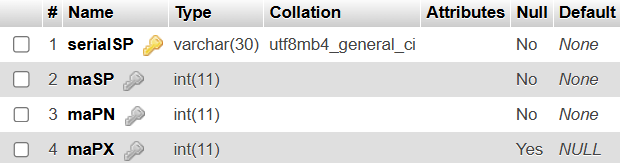 # Name Type Collation Attributes Null Default
1 serialSP varchar(30) utf8mb4_general_ci No None
2 maSP int(11) No None
3 maPN int(11) No None
4 maPX int(11) Yes NULL